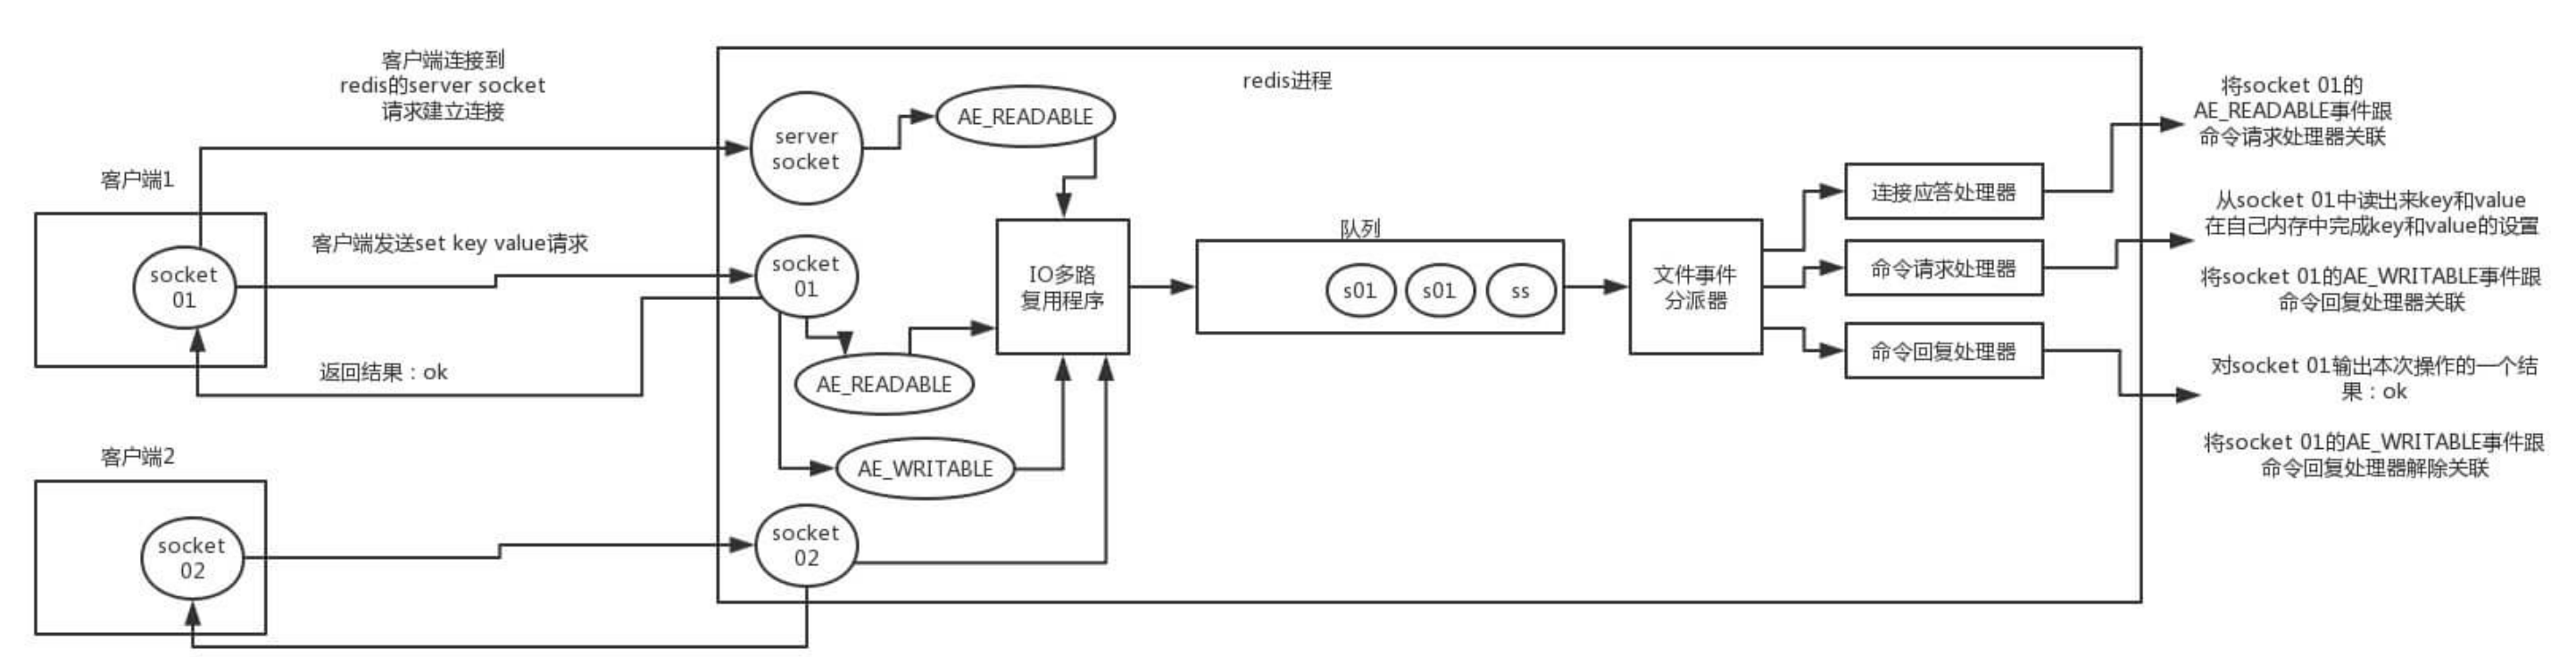 客户端连接到
redis的server socket
请求建立连接
客户端1
socket
01
客户端发送set key value请求
返回结果：ok
客户端2
socket
02
redis进程
server
socket
AE_READABLE
socket
01
AE_READABLE
AE_WRITABLE
socket
02
IO多路
复用程序
队列
s01
s01
ss
文件事件
分派器
连接应答处理器
命令请求处理器
命令回复处理器
将socket 01的
AE_READABLE事件跟
命令请求处理器关联
从socket 01中读出来key和value
在自己内存中完成key和value的设置
将socket 01的AE_WRITABLE事件跟
命令回复处理器关联
对socket 01输出本次操作的一个结
果：ok
将socket 01的AE_WRITABLE事件跟
命令回复处理器解除关联